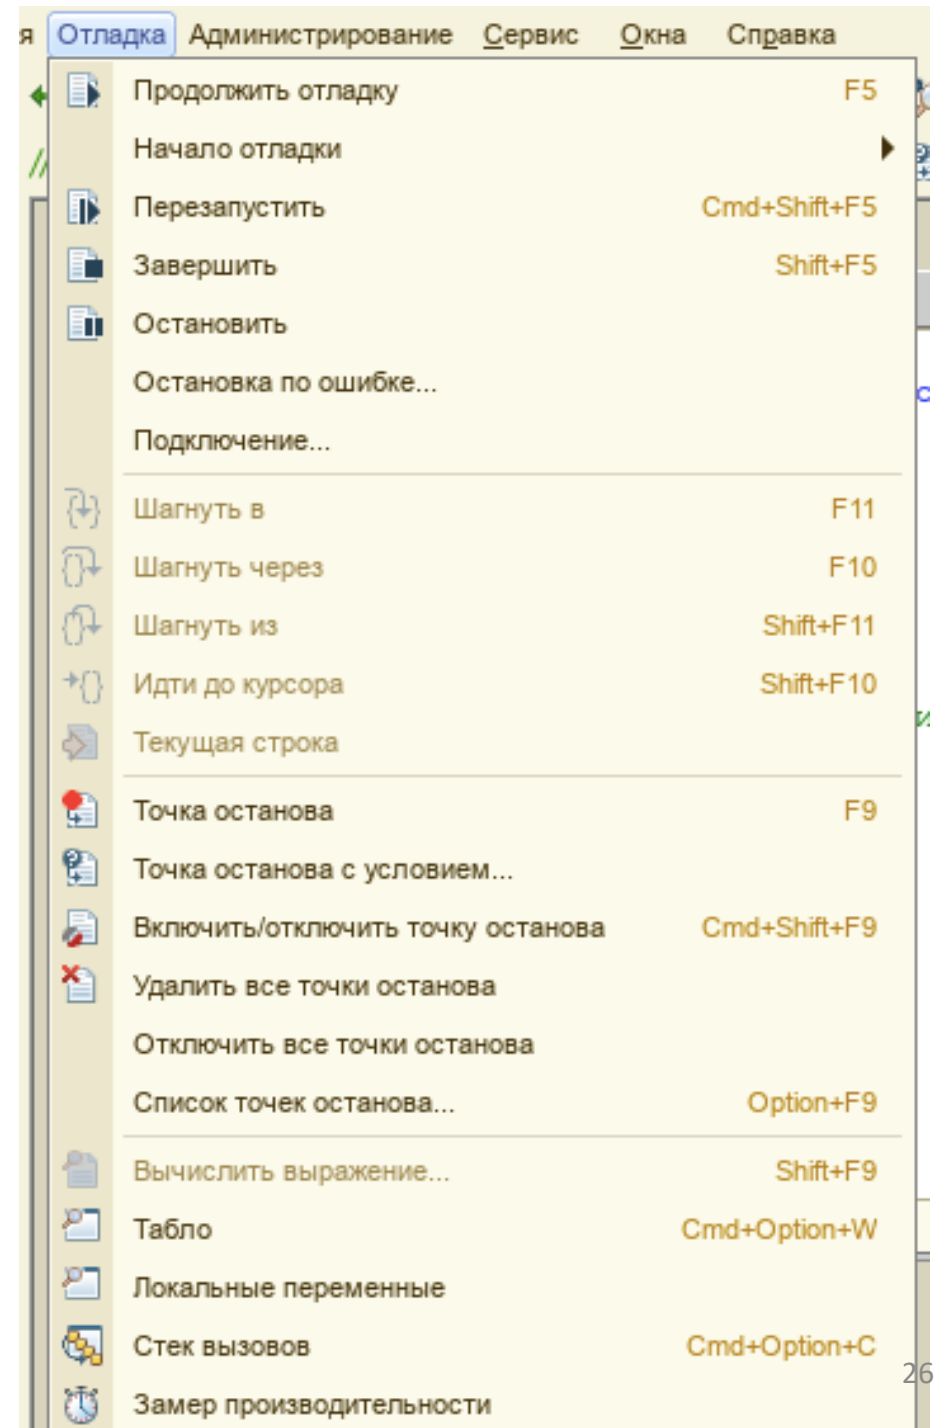 я Отладка Администрирование Сервис Окна Справка
Продолжить отладку F5
Начало отладки
//
Перезапустить Cmd+Shift+F5
Завершить Shift+F5
Остановить
Остановка по ошибке...
с
Подключение...
Шагнуть в F11
Шагнуть через F10
Шагнуть из Shift+F11
Идти до курсора Shift+F10
Текущая строка
Точка останова F9
Точка останова с условием...
Включить/отключить точку останова Cmd+Shift+F9
Удалить все точки останова
Отключить все точки останова
Список точек останова... Option+F9
Вычислить выражение... Shift+F9
Табло Cmd+Option+W
Локальные переменные
Стек вызовов Cmd+Option+C
26
Замер производительности